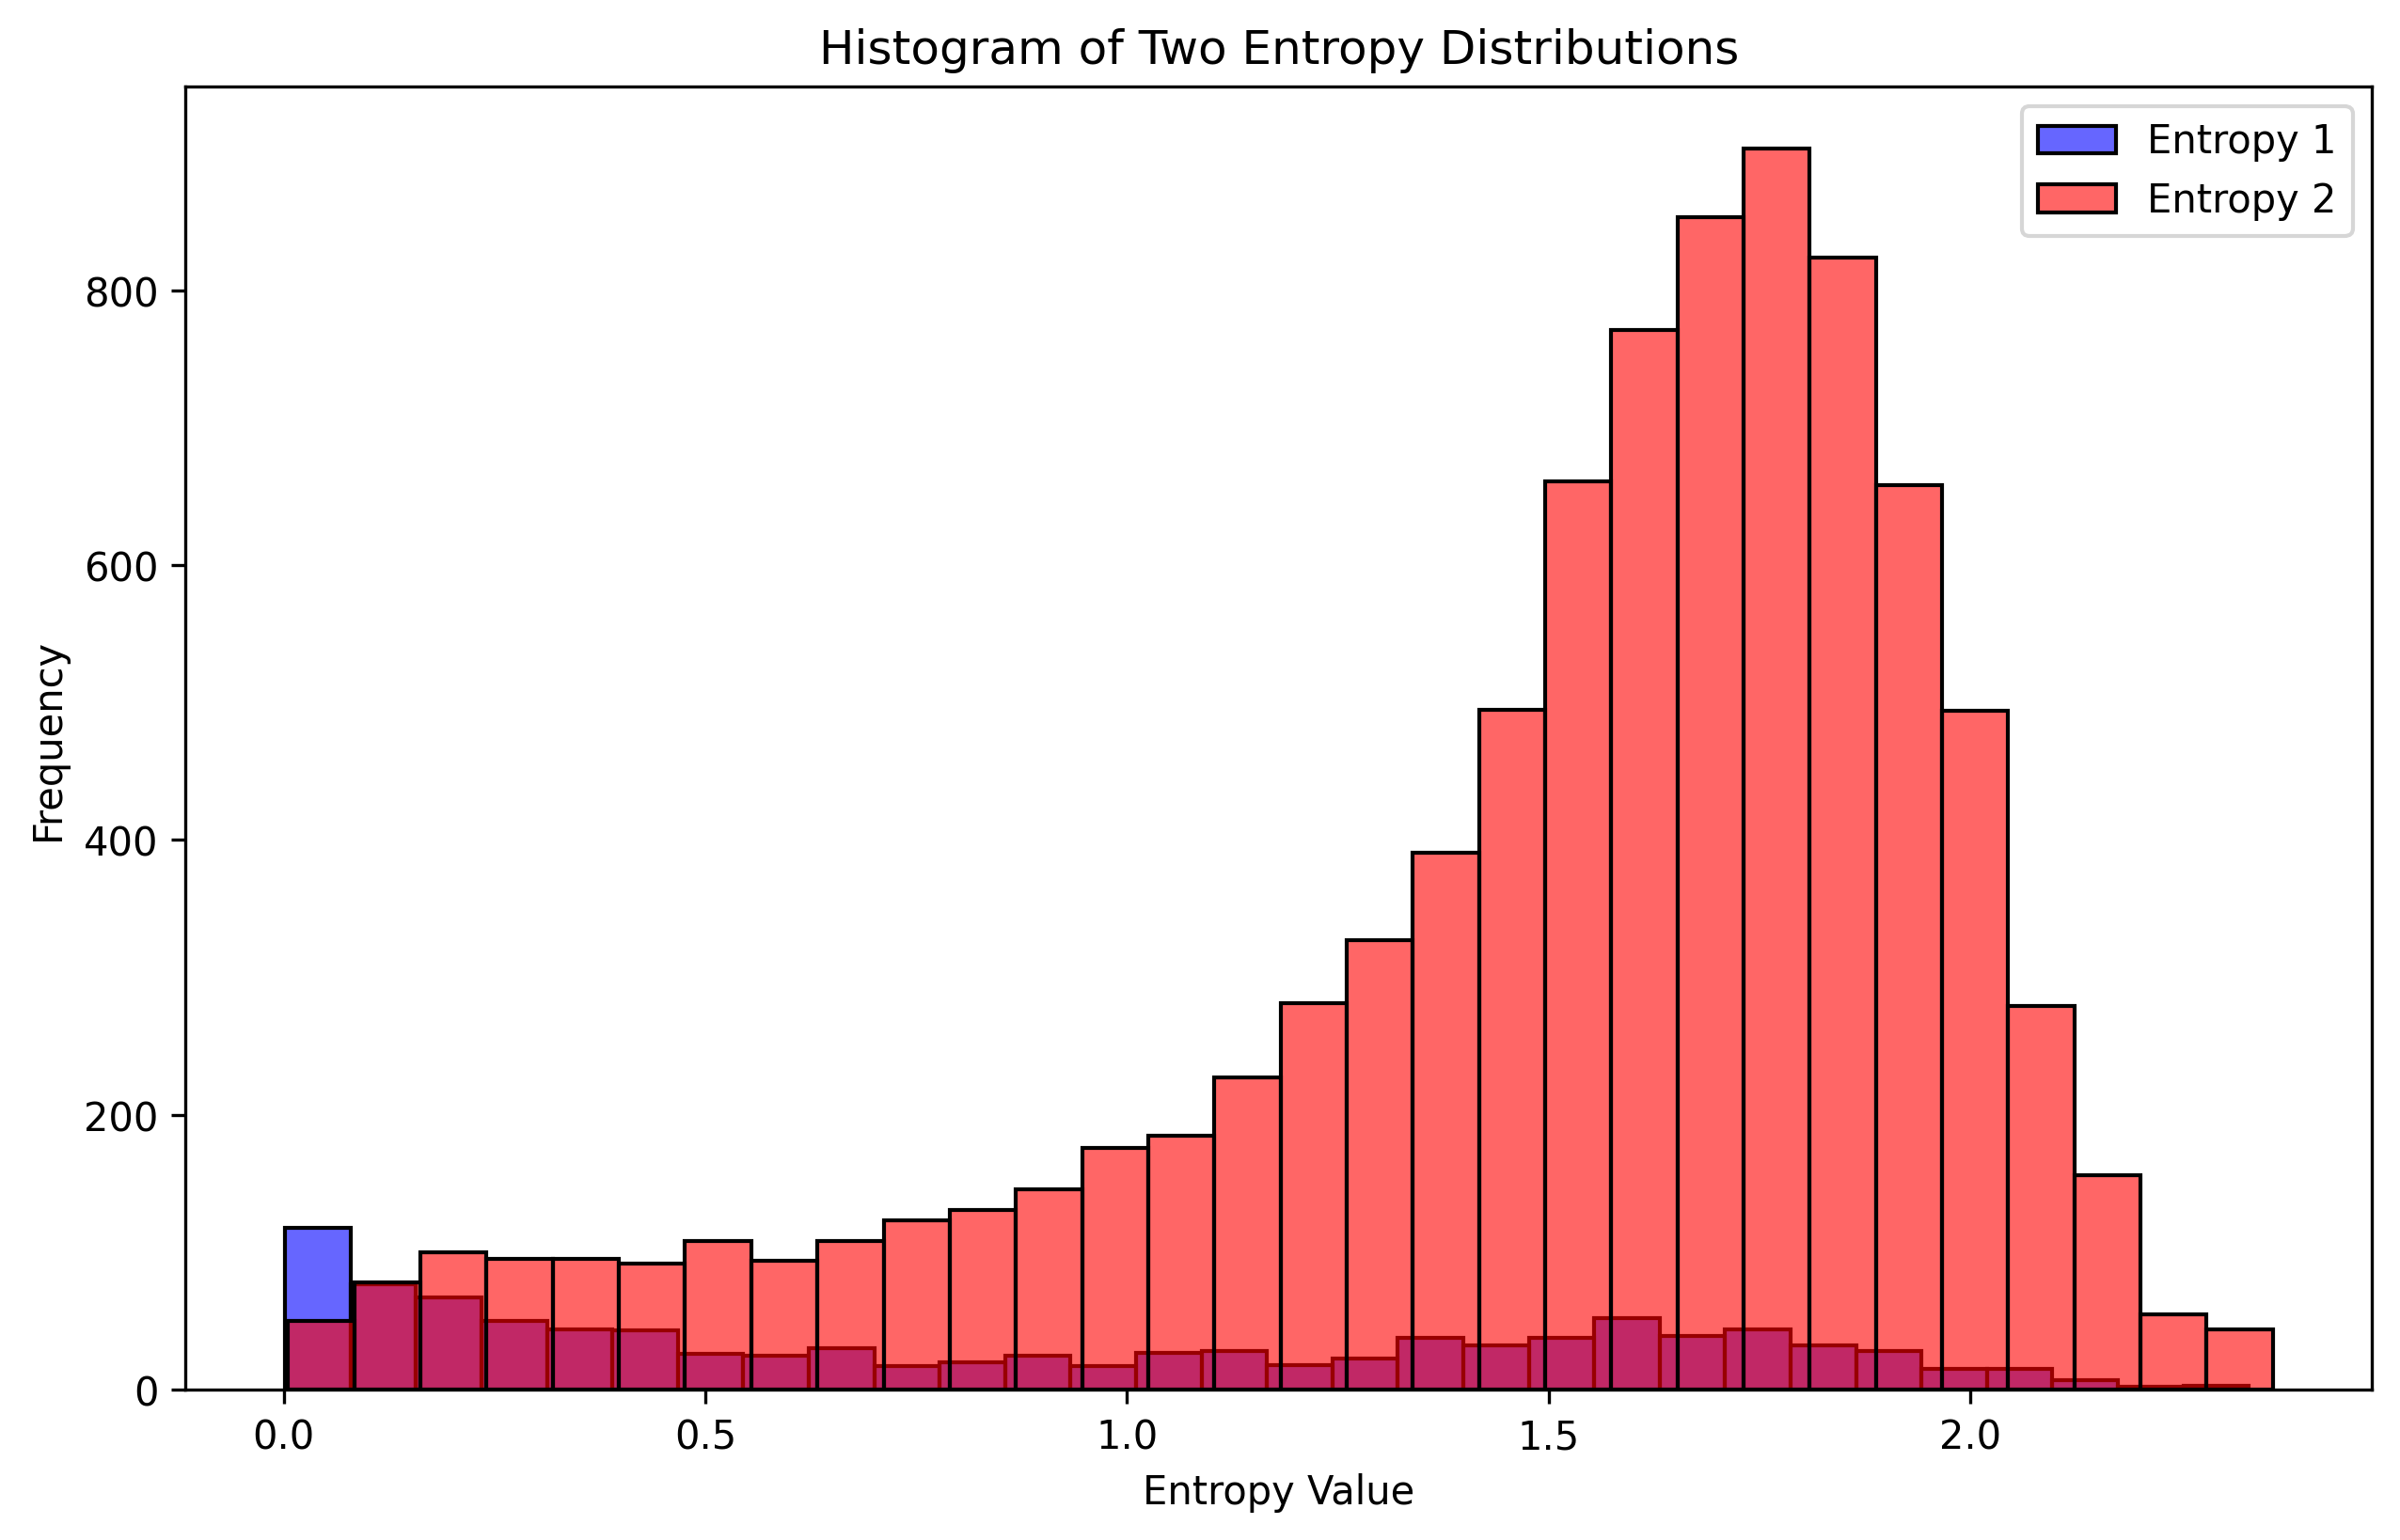 Histogram of Two Entropy Distributions
Entropy 1
Entropy 2
Frequency
800
600
400
200
0
0.0 0.5 1.0 1.5 2.0
Entropy Value